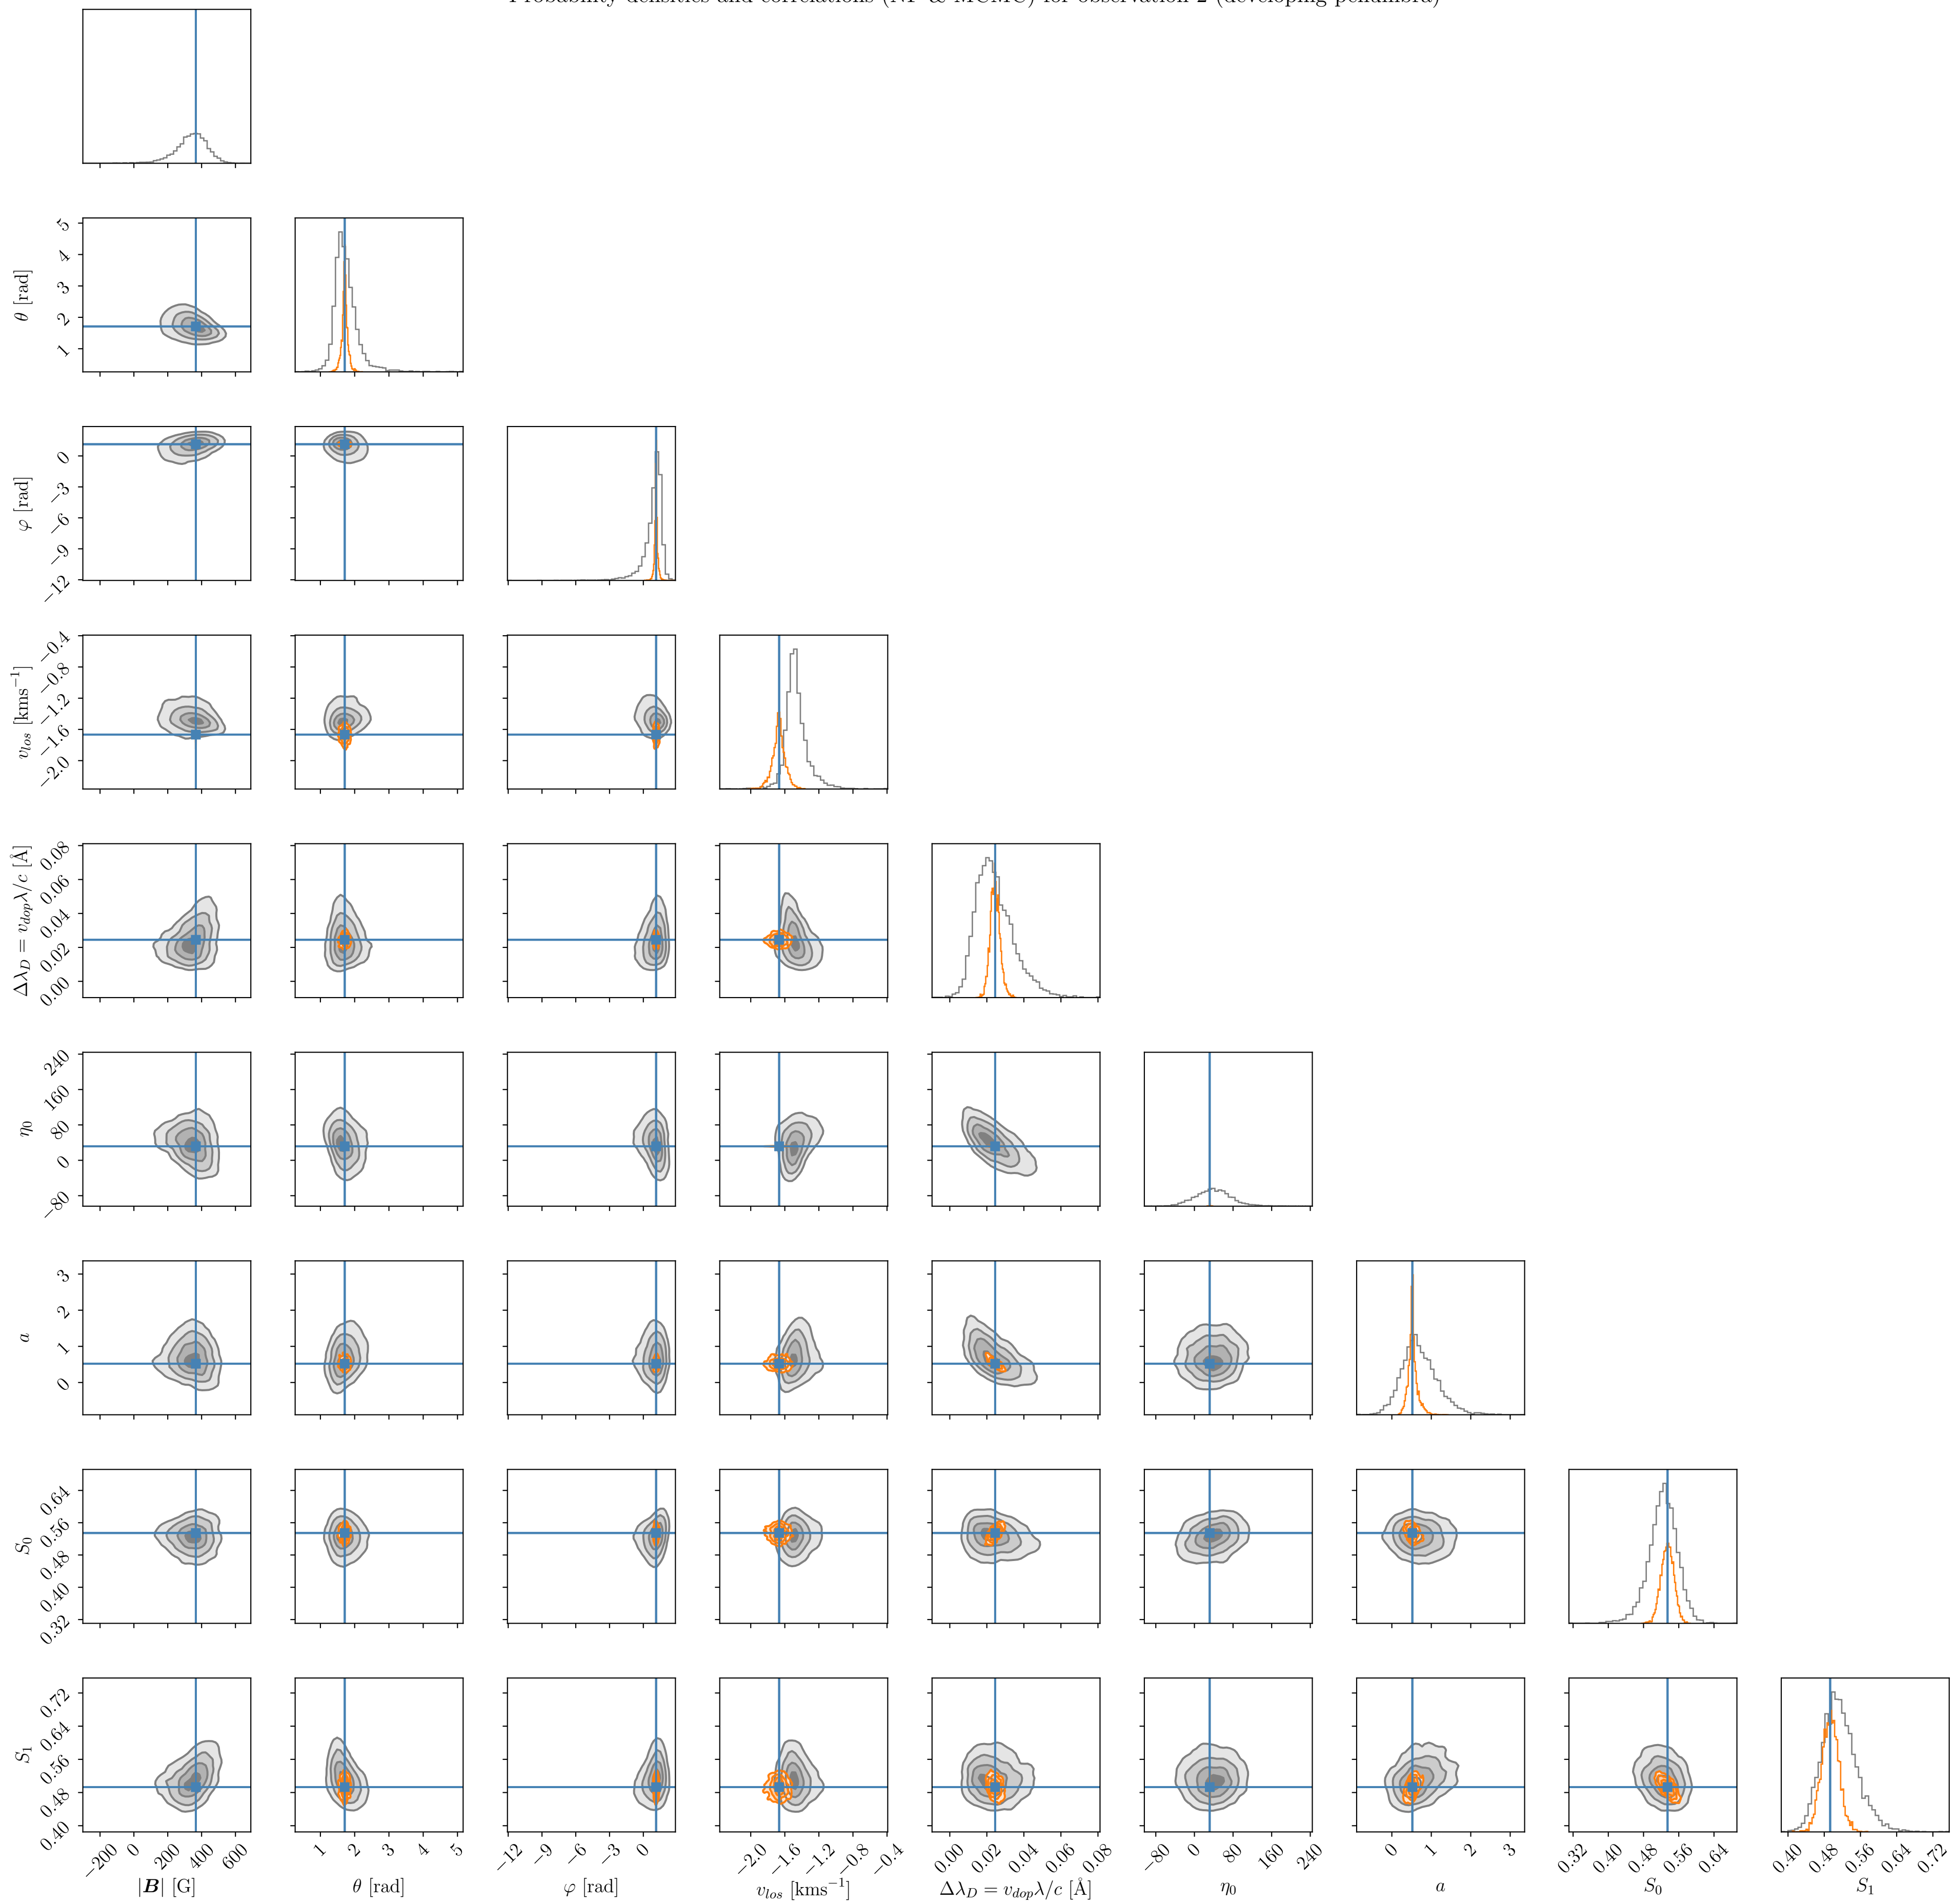 Probability densities and correlations (NF & MCMC) for observation 2 (developing penumbra)
θ [rad]
5
4
3
2
1
φ [rad]
0
−3
−6
−9
−12
v_los [kms⁻¹]
−0.4
−0.8
−1.2
−1.6
−2.0
Δλ_D = v_dop λ/c [Å]
0.08
0.06
0.04
0.02
0.00
η₀
240
160
80
0
−80
a
3
2
1
0
S₀
0.64
0.56
0.48
0.40
0.32
S₁
0.72
0.64
0.56
0.48
0.40
−200 0 200 400 600
1 2 3 4 5
−12 −9 −6 −3 0
−2.0 −1.6 −1.2 −0.8 −0.4
0.00 0.02 0.04 0.06 0.08
−80 0 80 160 240
0 1 2 3
0.32 0.40 0.48 0.56 0.64
0.40 0.48 0.56 0.64 0.72
|B| [G]
θ [rad]
φ [rad]
v_los [kms⁻¹]
Δλ_D = v_dop λ/c [Å]
η₀
a
S₀
S₁